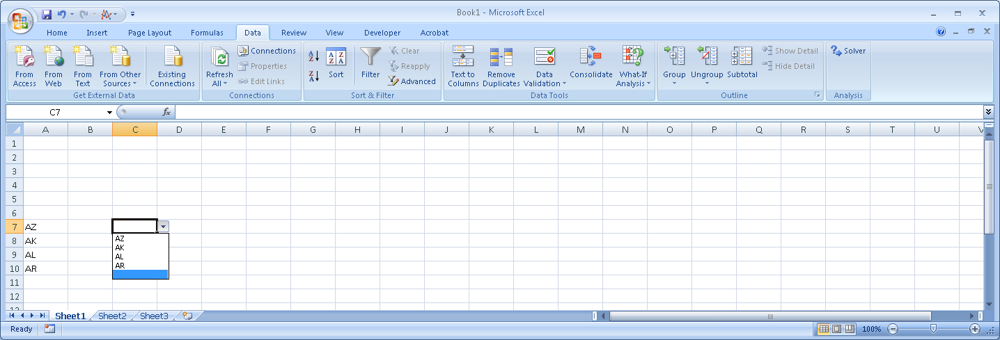 Book1 - Microsoft Excel
Home Insert Page Layout Formulas Data Review View Developer Acrobat
From Access
From Web
From Text
From Other Sources
Existing Connections
Get External Data
Refresh All
Connections
Properties
Edit Links
Connections
A Z
Z A
Sort
Filter
Clear
Reapply
Advanced
Sort & Filter
Text to Columns
Remove Duplicates
Data Validation
Consolidate
What-If Analysis
Data Tools
Group
Ungroup
Subtotal
Show Detail
Hide Detail
Outline
Solver
Analysis
C7 fx
A B C D E F G H I J K L M N O P Q R S T U V
1
2
3
4
5
6
7 AZ
8 AK
9 AL
10 AR
11
12
13
AZ
AK
AL
AR
Sheet1 Sheet2 Sheet3
Ready 100%